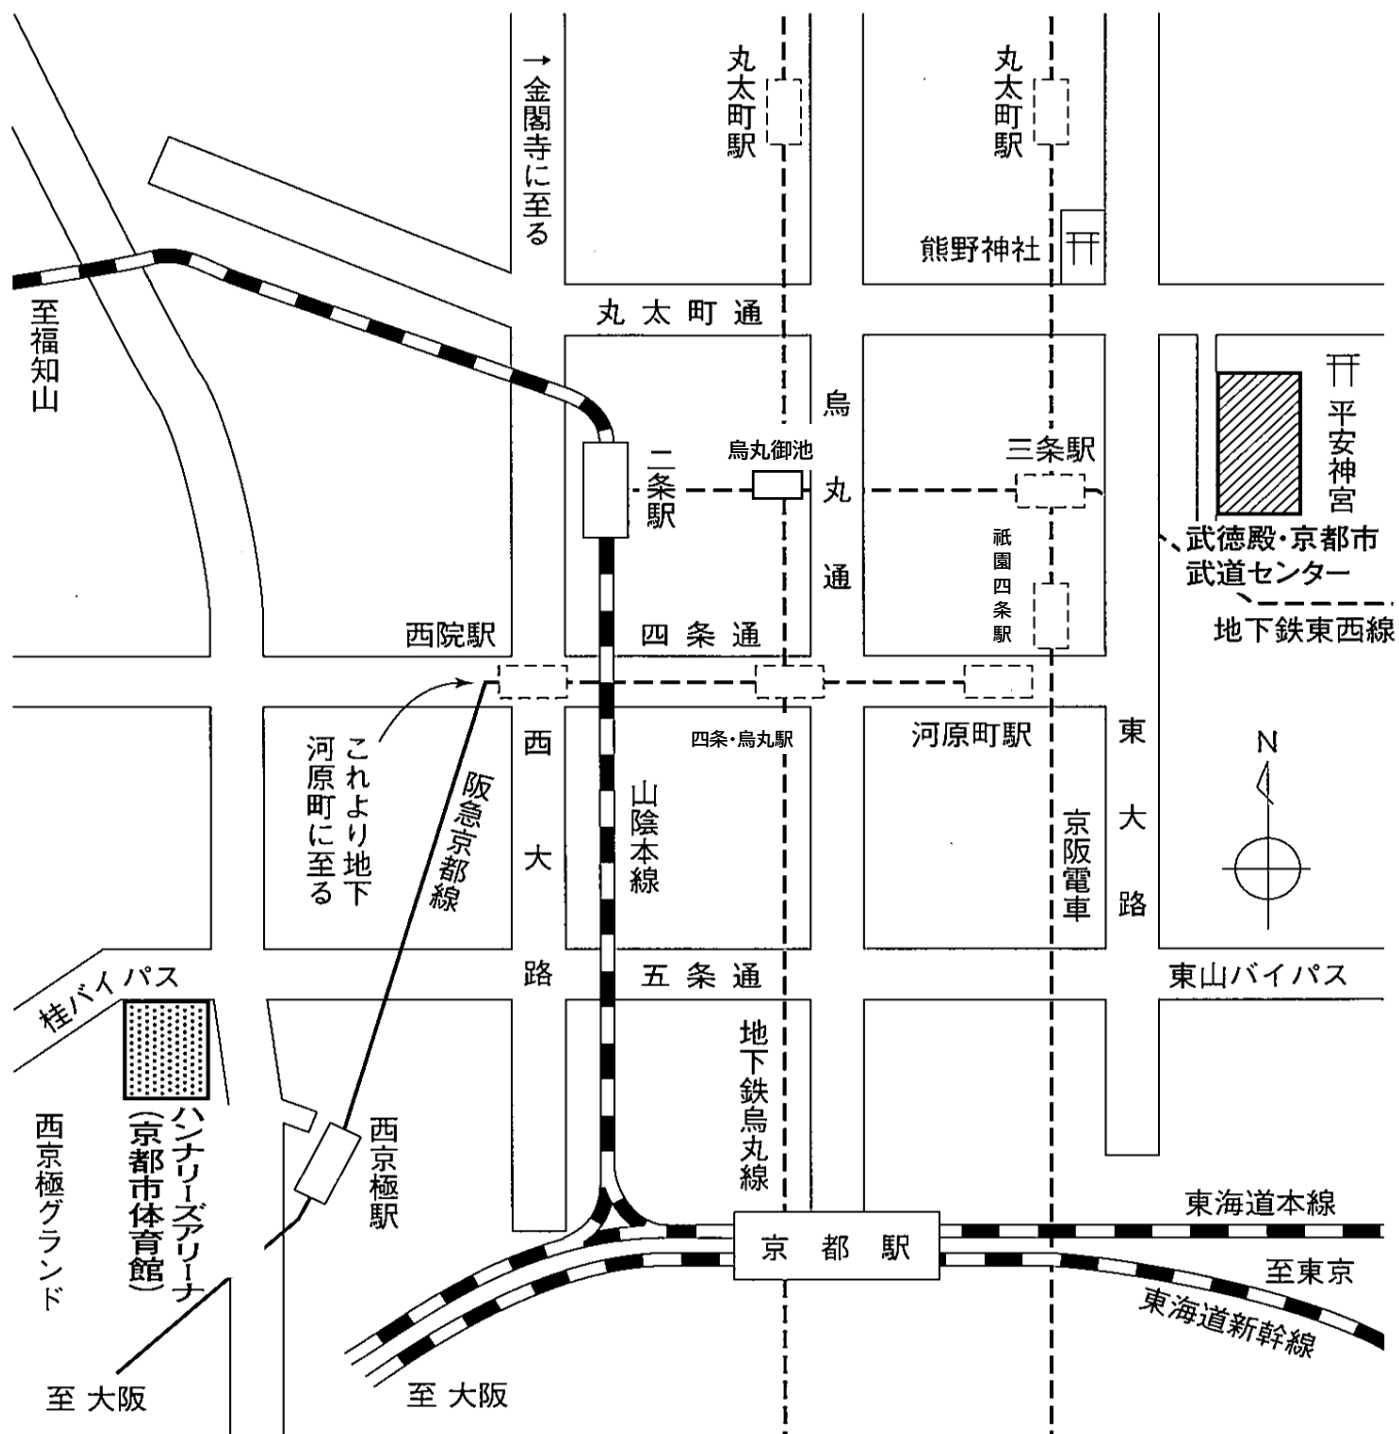 →金閣寺に至る
丸太町駅
丸太町駅
熊野神社
至福知山
丸太町通
烏丸通
平安神宮
二条駅
烏丸御池
三条駅
祇園四条駅
武徳殿・京都市
武道センター
地下鉄東西線
西院駅
四条通
これより地下
河原町に至る
阪急京都線
西大路
山陰本線
四条・烏丸駅
河原町駅
京阪電車
東大路
N
桂バイパス
五条通
東山バイパス
西京極グランド
ハンナリーズアリーナ
(京都市体育館)
西京極駅
地下鉄烏丸線
京都駅
東海道本線
至東京
東海道新幹線
至 大阪
至 大阪